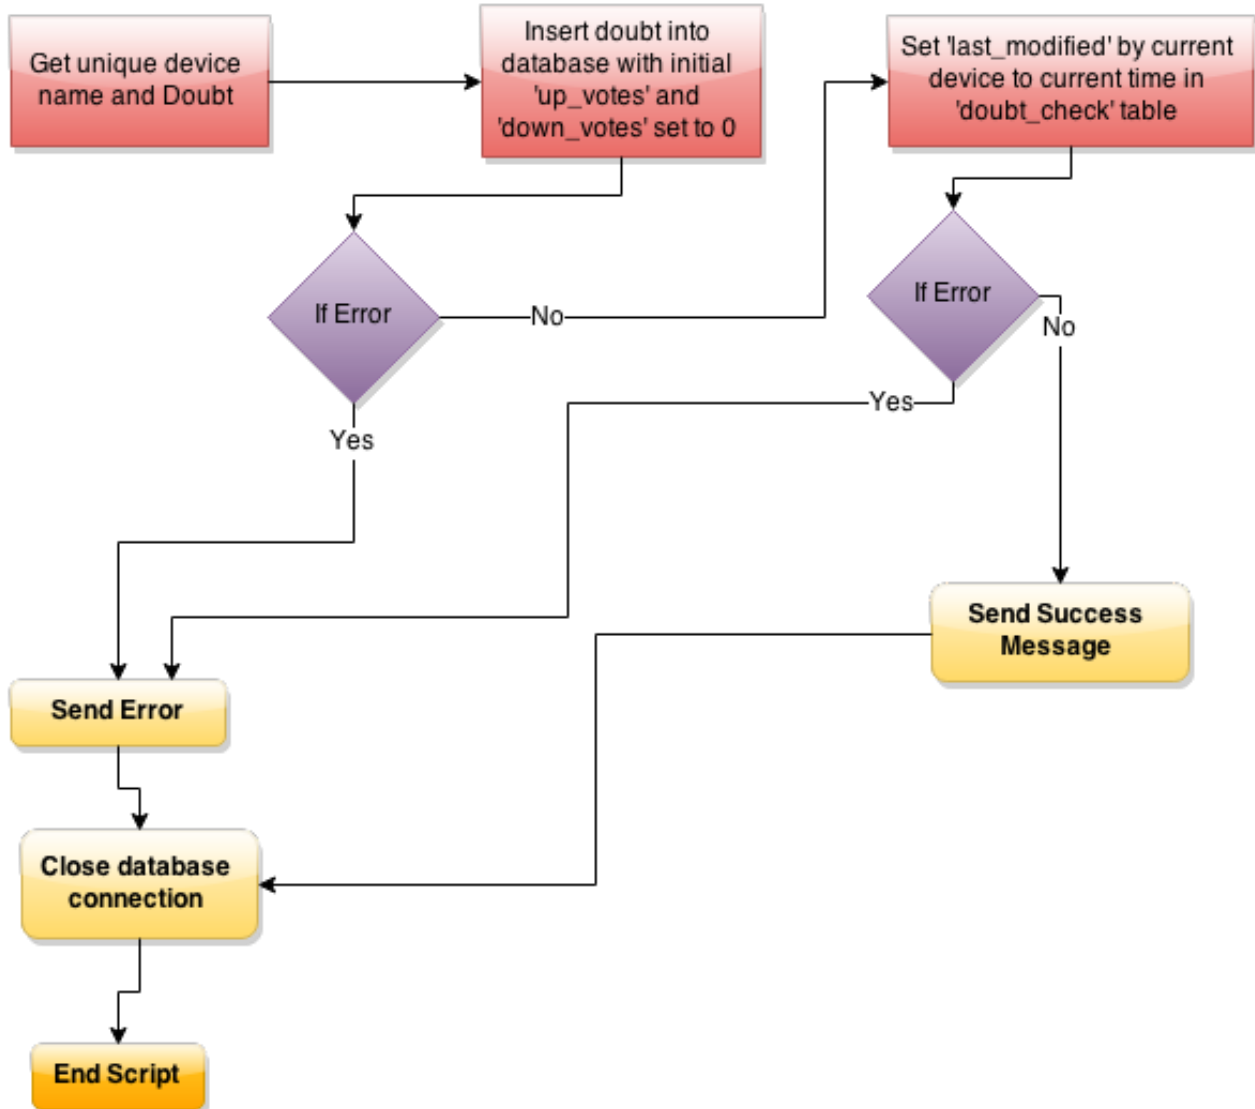 Get unique device
name and Doubt
Insert doubt into
database with initial
'up_votes' and
'down_votes' set to 0
Set 'last_modified' by current
device to current time in
'doubt_check' table
If Error
No
Yes
If Error
No
Yes
Send Success
Message
Send Error
Close database
connection
End Script